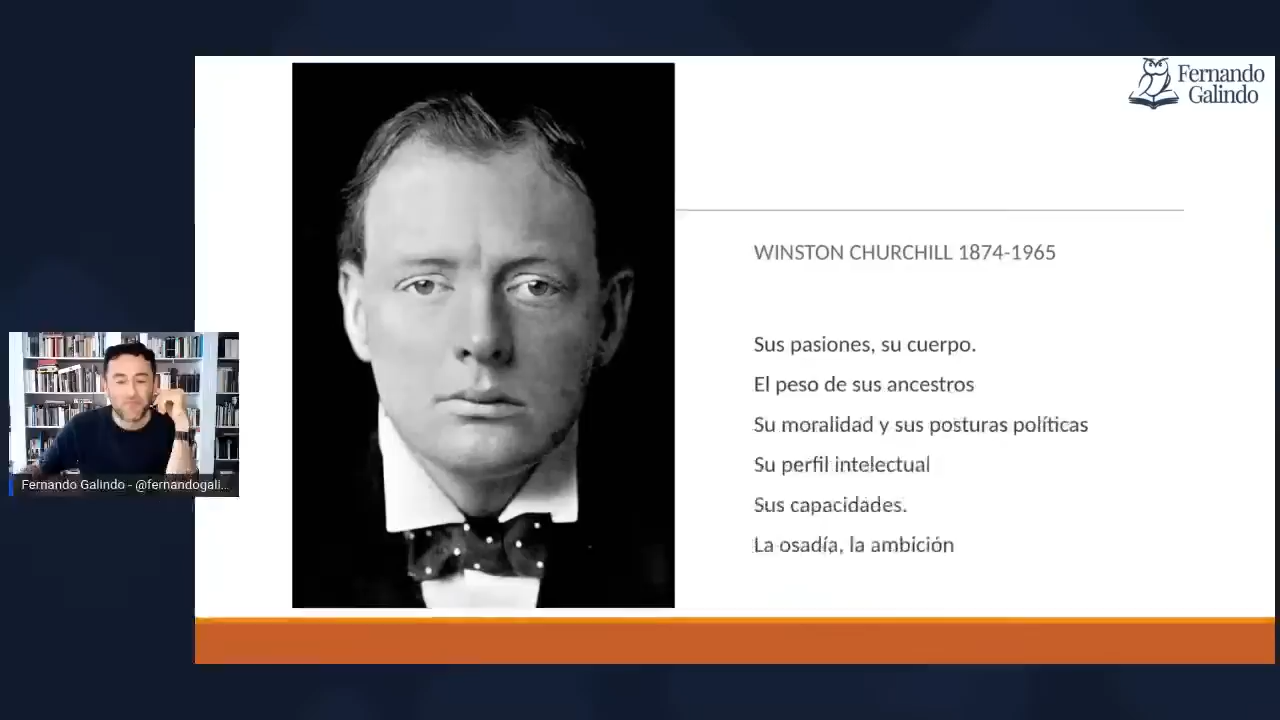 Fernando
Galindo
WINSTON CHURCHILL 1874-1965
Sus pasiones, su cuerpo.
El peso de sus ancestros
Su moralidad y sus posturas políticas
Su perfil intelectual
Sus capacidades.
La osadía, la ambición
Fernando Galindo - @fernandogali...